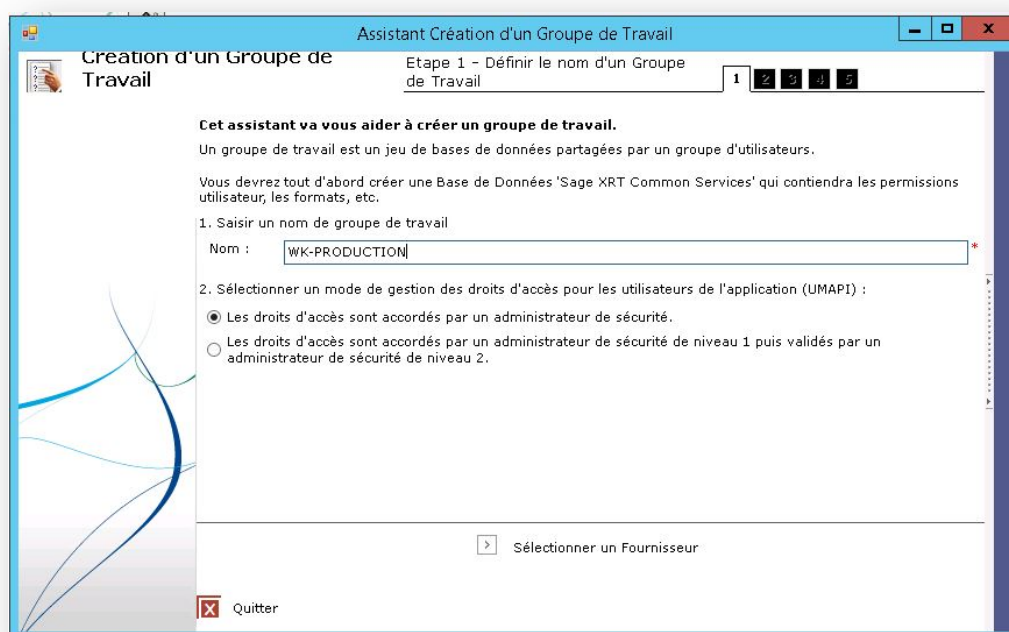 Assistant Création d'un Groupe de Travail
Création d'un Groupe de
Travail
Etape 1 - Définir le nom d'un Groupe
de Travail
1 2 3 4 5
Cet assistant va vous aider à créer un groupe de travail.
Un groupe de travail est un jeu de bases de données partagées par un groupe d'utilisateurs.
Vous devrez tout d'abord créer une Base de Données 'Sage XRT Common Services' qui contiendra les permissions
utilisateur, les formats, etc.
1. Saisir un nom de groupe de travail
Nom : WK-PRODUCTION *
2. Sélectionner un mode de gestion des droits d'accès pour les utilisateurs de l'application (UMAPI) :
Les droits d'accès sont accordés par un administrateur de sécurité.
Les droits d'accès sont accordés par un administrateur de sécurité de niveau 1 puis validés par un
administrateur de sécurité de niveau 2.
Sélectionner un Fournisseur
Quitter